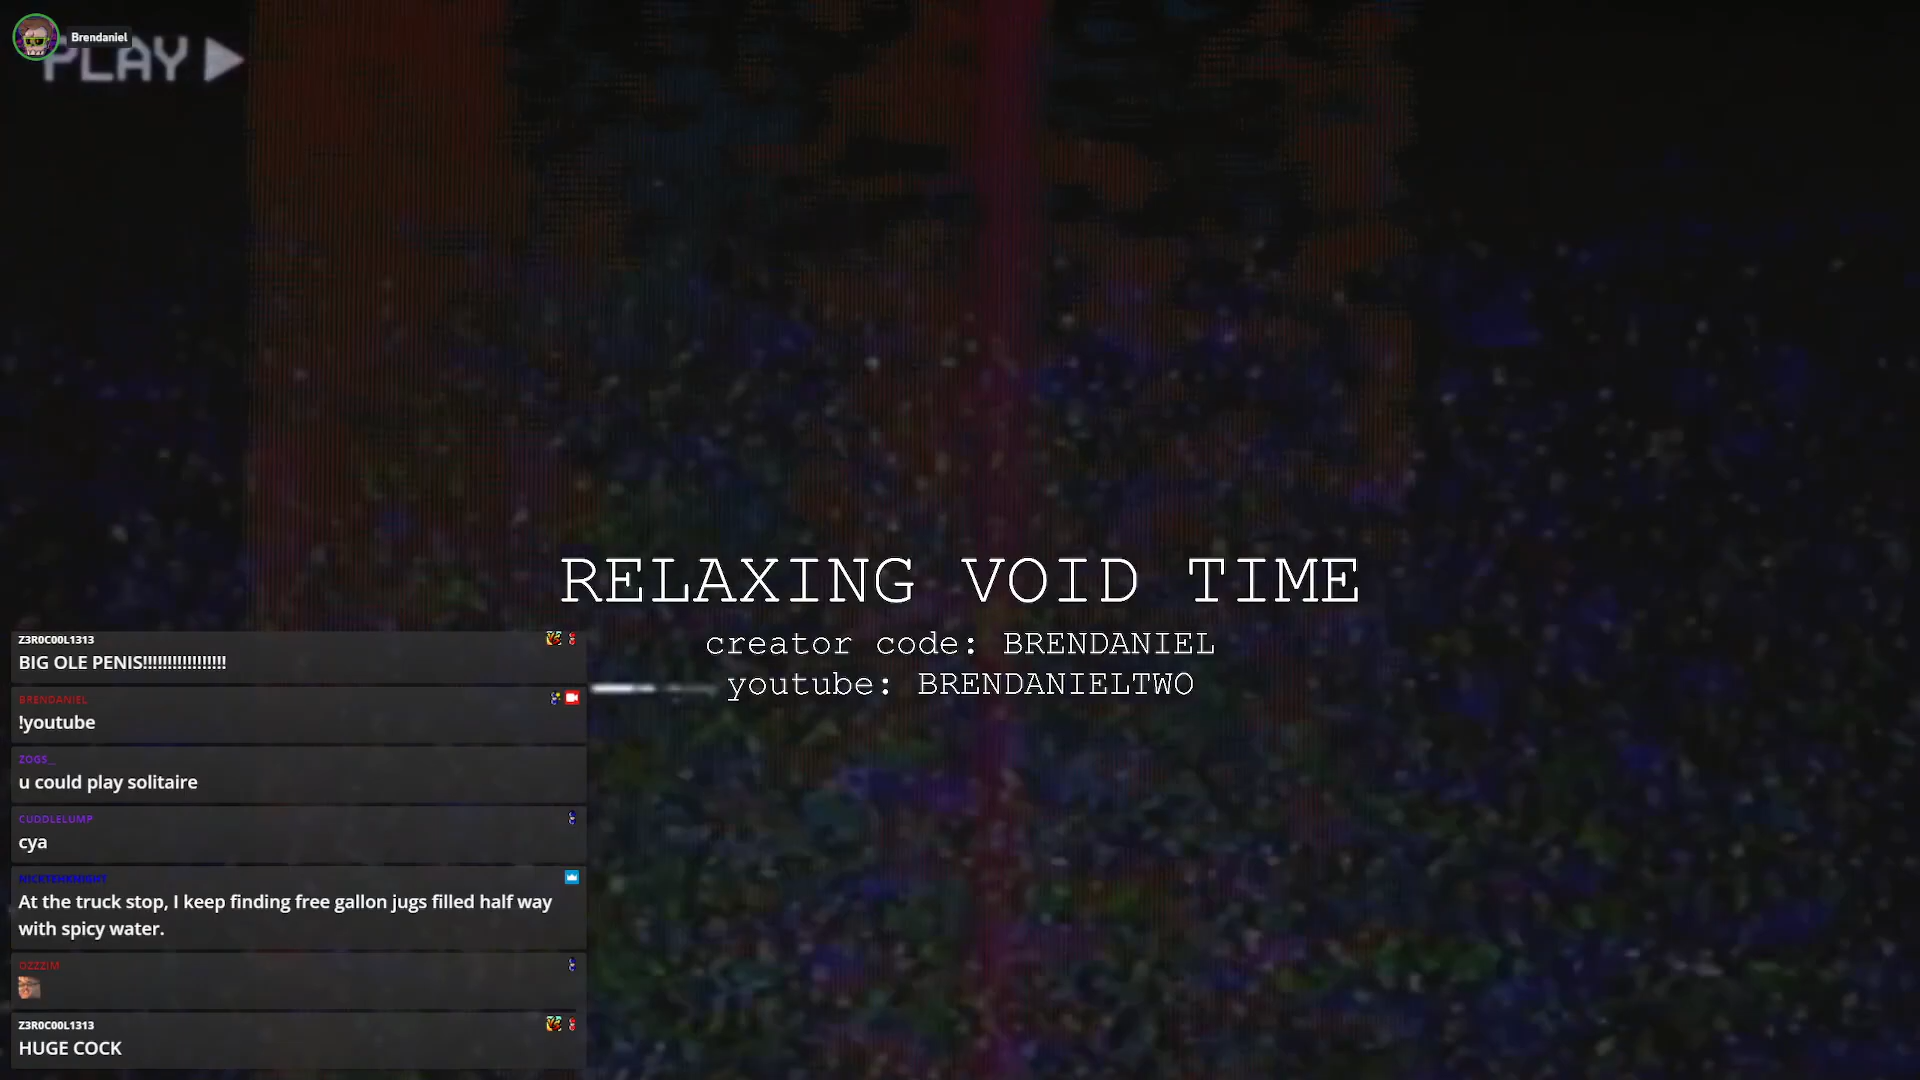 Brendaniel
PLAY
RELAXING VOID TIME
creator code: BRENDANIEL
youtube: BRENDANIELTWO
Z3R0C00L1313
BIG OLE PENIS!!!!!!!!!!!!!!!!!
BRENDANIEL
!youtube
ZOGS_
u could play solitaire
CUDDLELUMP
cya
At the truck stop, I keep finding free gallon jugs filled half way
with spicy water.
OZZZIM
Z3R0C00L1313
HUGE COCK